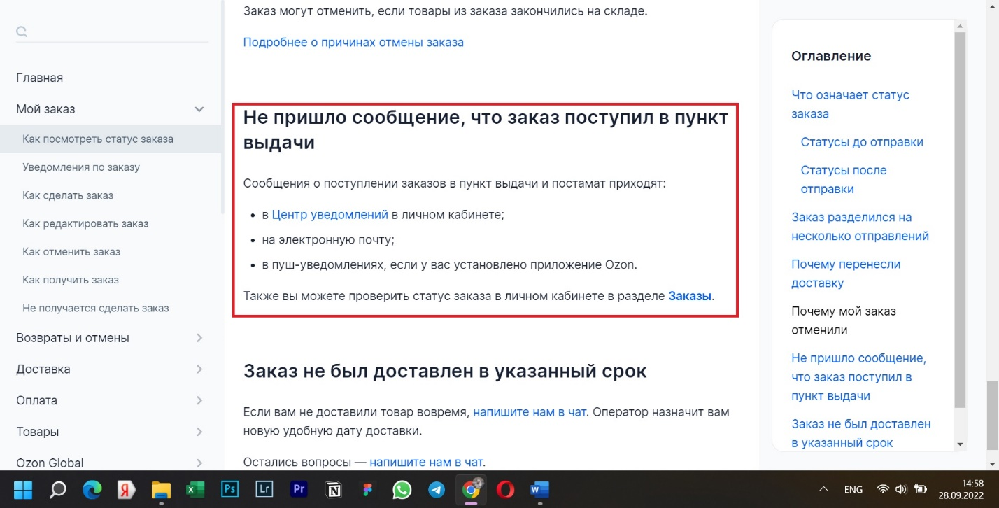 Главная
Мой заказ
Как посмотреть статус заказа
Уведомления по заказу
Как сделать заказ
Как редактировать заказ
Как отменить заказ
Как получить заказ
Не получается сделать заказ
Возвраты и отмены
Доставка
Оплата
Товары
Ozon Global
Заказ могут отменить, если товары из заказа закончились на складе.
Подробнее о причинах отмены заказа
Не пришло сообщение, что заказ поступил в пункт
выдачи
Сообщения о поступлении заказов в пункт выдачи и постамат приходят:
• в Центр уведомлений в личном кабинете;
• на электронную почту;
• в пуш-уведомлениях, если у вас установлено приложение Ozon.
Также вы можете проверить статус заказа в личном кабинете в разделе Заказы.
Заказ не был доставлен в указанный срок
Если вам не доставили товар вовремя, напишите нам в чат. Оператор назначит вам
новую удобную дату доставки.
Остались вопросы — напишите нам в чат.
Оглавление
Что означает статус
заказа
Статусы до отправки
Статусы после
отправки
Заказ разделился на
несколько отправлений
Почему перенесли
доставку
Почему мой заказ
отменили
Не пришло сообщение,
что заказ поступил в
пункт выдачи
Заказ не был доставлен
в указанный срок
Я
X
Ps
Lr
Pr
N
W
ENG
14:58
28.09.2022